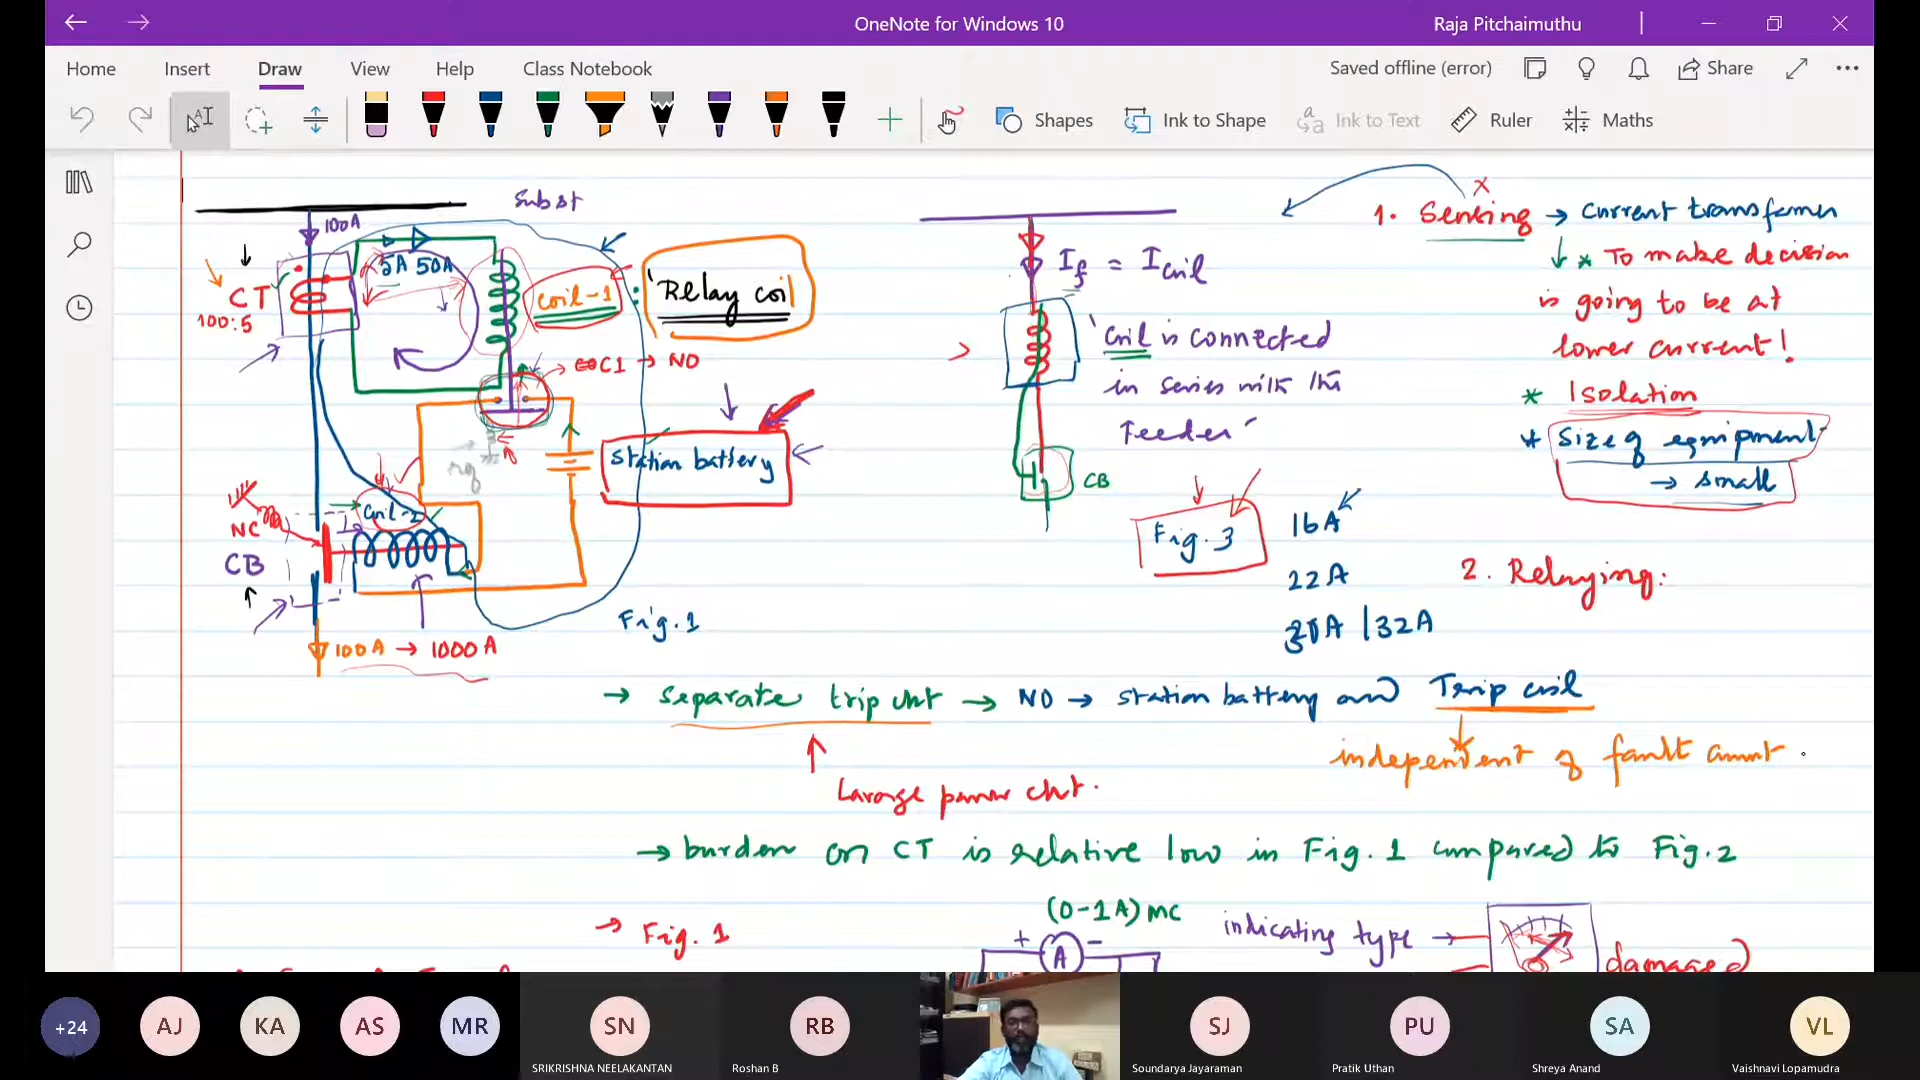 OneNote for Windows 10
Raja Pitchaimuthu
Home Insert Draw View Help Class Notebook
Saved offline (error) Share
Shapes Ink to Shape Ink to Text Ruler Maths
Subst
100A
5A 50A
CT
100:5
coil-1 : 'Relay coil
C1 → NO
Station battery
Coil-2
NC
CB
100A → 1000A
Fig.1
If = Icoil
'Coil is connected
in series with the
feeder'
CB
Fig.3
16A
22A
30A | 32A
x
1. Sensing → Current transformer
↓ * To make decision
is going to be at
lower current!
* Isolation
* Size of equipment
→ small
2. Relaying:
→ Separate trip ckt → NO → station battery and Trip coil
independent of fault
Larage power ckt.
→ burden on CT is relative low in Fig.1 compared to Fig.2
→ Fig.1
(0-1A) MC
+ A -
indicating type →
damaged
+24
AJ
KA
AS
MR
SN
SRIKRISHNA NEELAKANTAN
RB
Roshan B
SJ
Soundarya Jayaraman
PU
Pratik Uthan
SA
Shreya Anand
VL
Vaishnavi Lopamudra